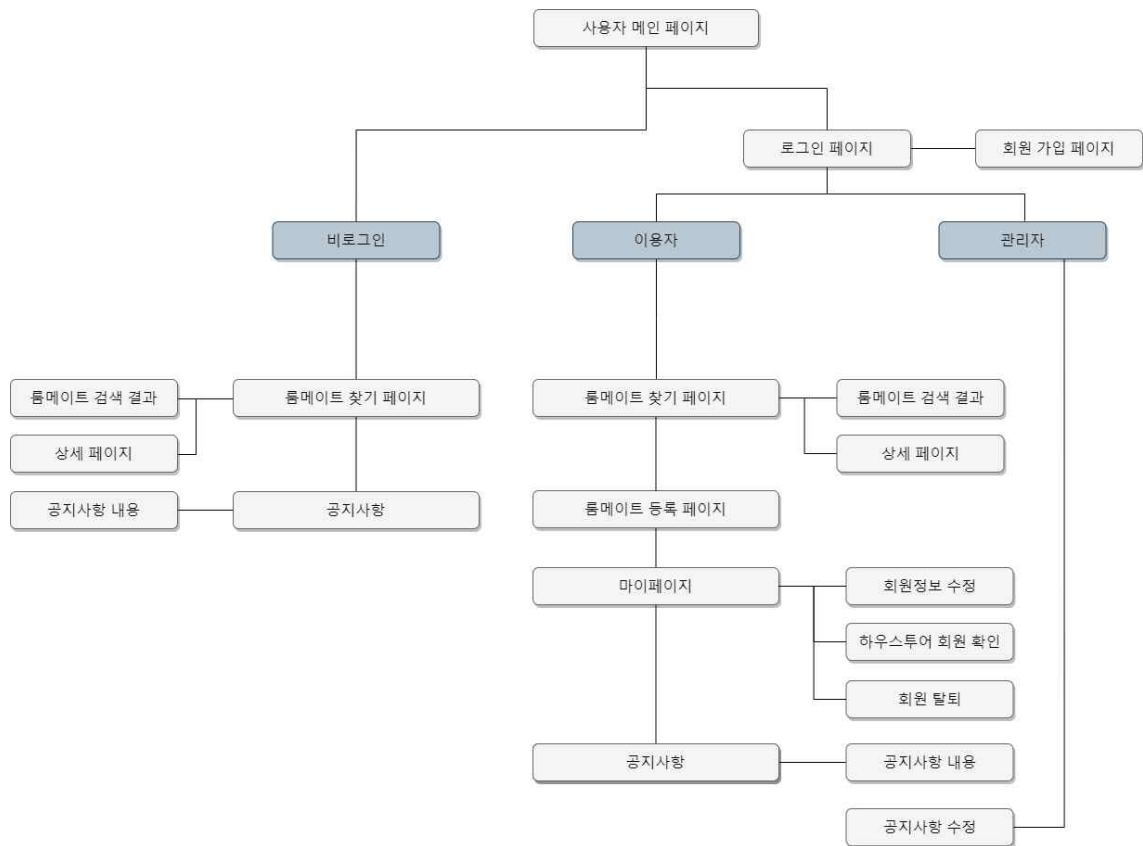 사용자 메인 페이지
로그인 페이지
회원 가입 페이지
비로그인
이용자
관리자
룸메이트 검색 결과
룸메이트 찾기 페이지
룸메이트 찾기 페이지
룸메이트 검색 결과
상세 페이지
상세 페이지
공지사항 내용
공지사항
룸메이트 등록 페이지
마이페이지
회원정보 수정
하우스투어 회원 확인
회원 탈퇴
공지사항
공지사항 내용
공지사항 수정